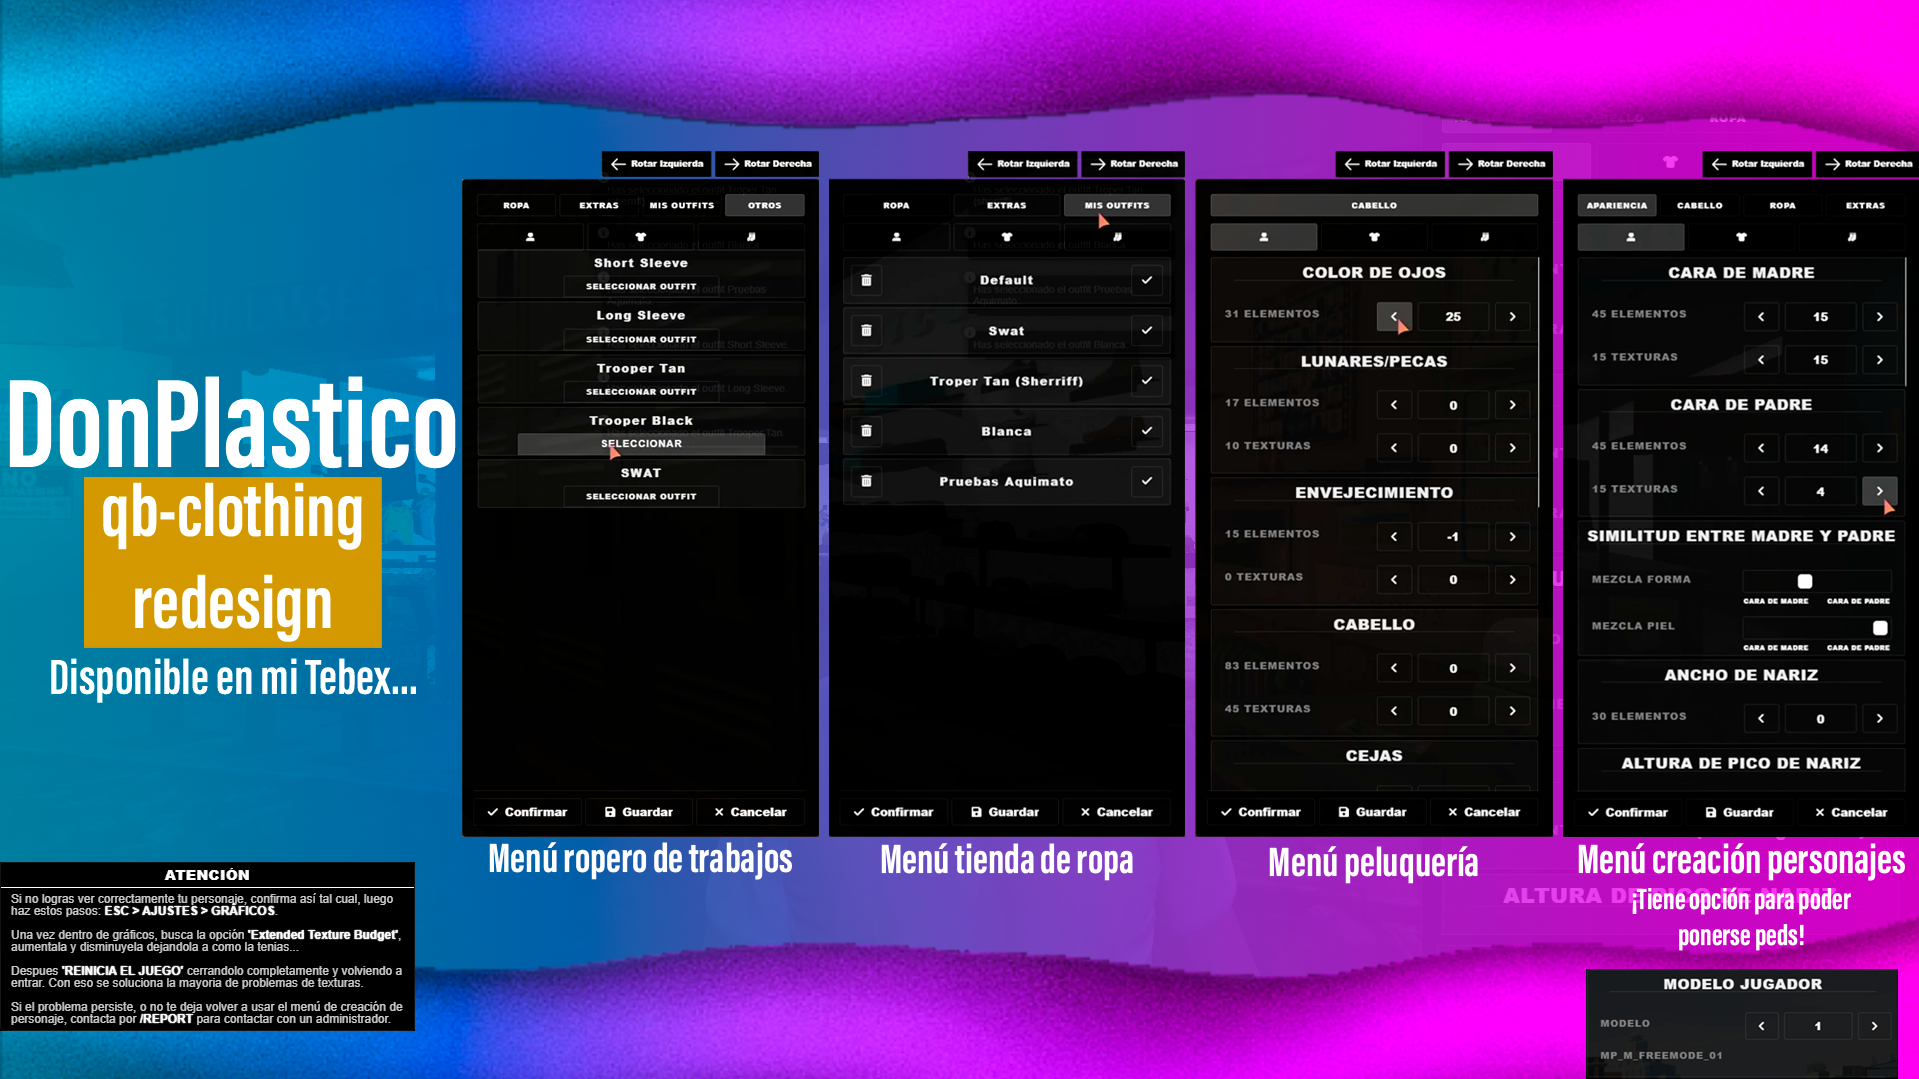 DonPlastico
qb-clothing
redesign
Disponible en mi Tebex...
ATENCIÓN
Si no logras ver correctamente tu personaje, confirma así tal cual, luego
haz estos pasos: ESC > AJUSTES > GRÁFICOS.
Una vez dentro de gráficos, busca la opción "Extended Texture Budget",
aumentala y disminuyela dejandola a como la tenias...
Despues "REINICIA EL JUEGO" cerrandolo completamente y volviendo a
entrar. Con eso se soluciona la mayoria de problemas de texturas.
Si el problema persiste, o no te deja volver a usar el menú de creación de
personaje, contacta por /REPORT para contactar con un administrador.
Rotar Izquierda Rotar Derecha
ROPA EXTRAS MIS OUTFITS OTROS
Short Sleeve
SELECCIONAR OUTFIT
Long Sleeve
SELECCIONAR OUTFIT
Trooper Tan
SELECCIONAR OUTFIT
Trooper Black
SELECCIONAR
SWAT
SELECCIONAR OUTFIT
Confirmar Guardar Cancelar
Menú ropero de trabajos
Rotar Izquierda Rotar Derecha
ROPA EXTRAS MIS OUTFITS
Default
Swat
Troper Tan (Sherriff)
Blanca
Pruebas Aquimato
Confirmar Guardar Cancelar
Menú tienda de ropa
Rotar Izquierda Rotar Derecha
CABELLO
COLOR DE OJOS
31 ELEMENTOS 25
LUNARES/PECAS
17 ELEMENTOS 0
10 TEXTURAS 0
ENVEJECIMIENTO
15 ELEMENTOS -1
0 TEXTURAS 0
CABELLO
83 ELEMENTOS 0
45 TEXTURAS 0
CEJAS
Confirmar Guardar Cancelar
Menú peluquería
Rotar Izquierda Rotar Derecha
APARIENCIA CABELLO ROPA EXTRAS
CARA DE MADRE
45 ELEMENTOS 15
15 TEXTURAS 15
CARA DE PADRE
45 ELEMENTOS 14
15 TEXTURAS 4
SIMILITUD ENTRE MADRE Y PADRE
MEZCLA FORMA
CARA DE MADRE CARA DE PADRE
MEZCLA PIEL
CARA DE MADRE CARA DE PADRE
ANCHO DE NARIZ
30 ELEMENTOS 0
ALTURA DE PICO DE NARIZ
Confirmar Guardar Cancelar
Menú creación personajes
¡Tiene opción para poder
ponerse peds!
MODELO JUGADOR
MODELO 1
MP_M_FREEMODE_01